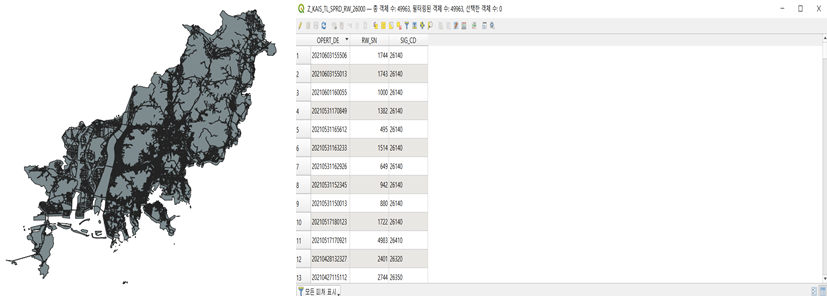 Z_KAIS_TL_SPRD_RW_26000 — 총 객체 수: 49963, 필터링된 객체 수: 49963, 선택한 객체 수: 0
OPERT_DE RW_SN SIG_CD
1 20210603155506 1744 26140
2 20210603155013 1743 26140
3 20210601160055 1000 26140
4 20210531170849 1382 26140
5 20210531165612 495 26140
6 20210531163233 1514 26140
7 20210531162926 649 26140
8 20210531152345 942 26140
9 20210531150013 880 26140
10 20210517180123 1722 26140
11 20210517170921 4983 26410
12 20210428132327 2401 26320
13 20210427115112 2744 26350
모든 피처 표시